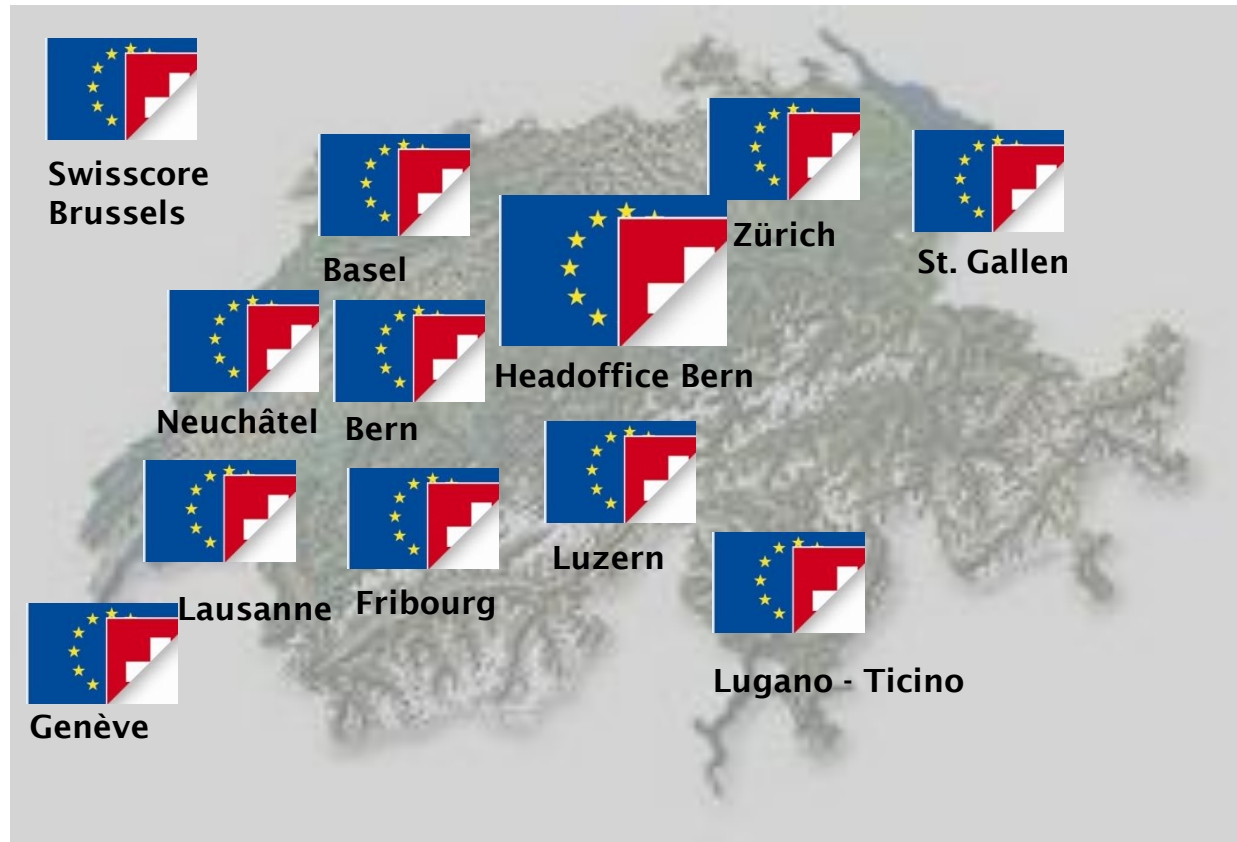 Swisscore
Brussels
Basel
Zürich
St. Gallen
Headoffice Bern
Neuchâtel
Bern
Luzern
Lausanne
Fribourg
Lugano - Ticino
Genève